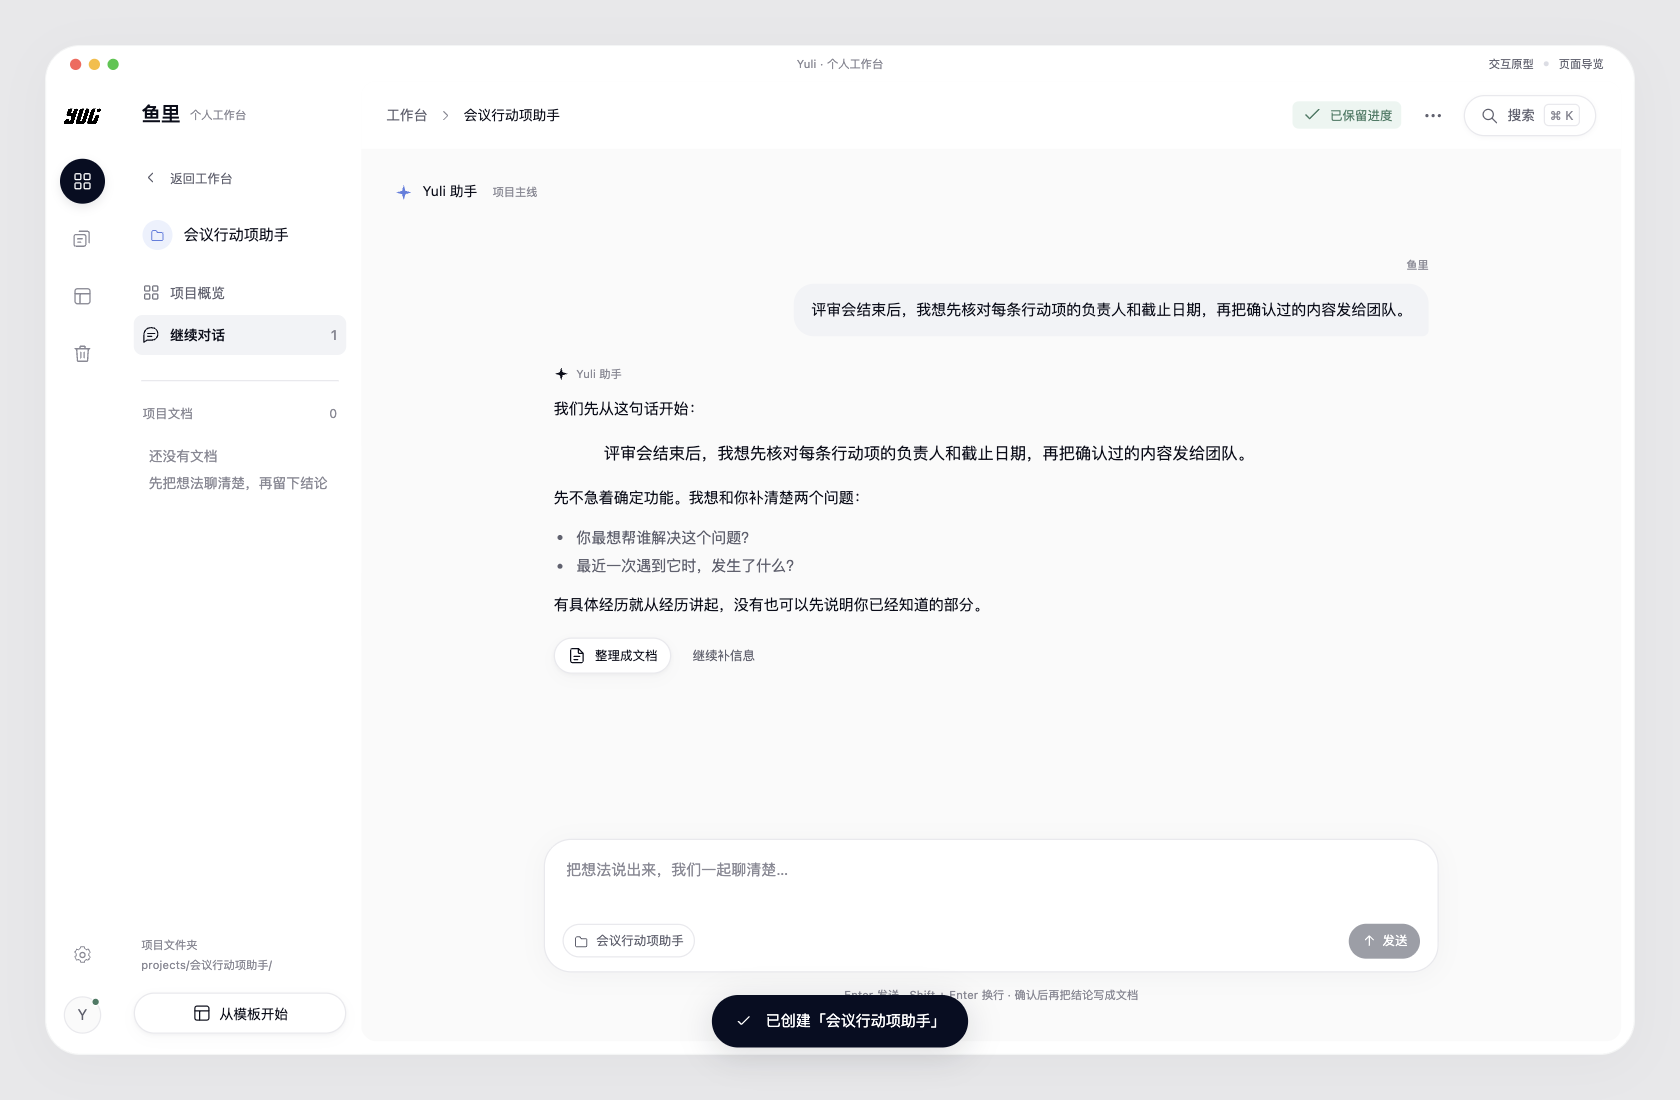 Yuli · 个人工作台
交互原型
页面导览
YUG
鱼里 个人工作台
工作台 > 会议行动项助手
已保留进度
搜索 ⌘ K
返回工作台
会议行动项助手
项目概览
继续对话 1
项目文档 0
还没有文档
先把想法聊清楚，再留下结论
项目文件夹
projects/会议行动项助手/
Y
从模板开始
Yuli 助手 项目主线
鱼里
评审会结束后，我想先核对每条行动项的负责人和截止日期，再把确认过的内容发给团队。
Yuli 助手
我们先从这句话开始：
评审会结束后，我想先核对每条行动项的负责人和截止日期，再把确认过的内容发给团队。
先不急着确定功能。我想和你补清楚两个问题：
• 你最想帮谁解决这个问题？
• 最近一次遇到它时，发生了什么？
有具体经历就从经历讲起，没有也可以先说明你已经知道的部分。
整理成文档 继续补信息
把想法说出来，我们一起聊清楚...
会议行动项助手
发送
Enter 发送 · Shift + Enter 换行 · 确认后再把结论写成文档
已创建「会议行动项助手」